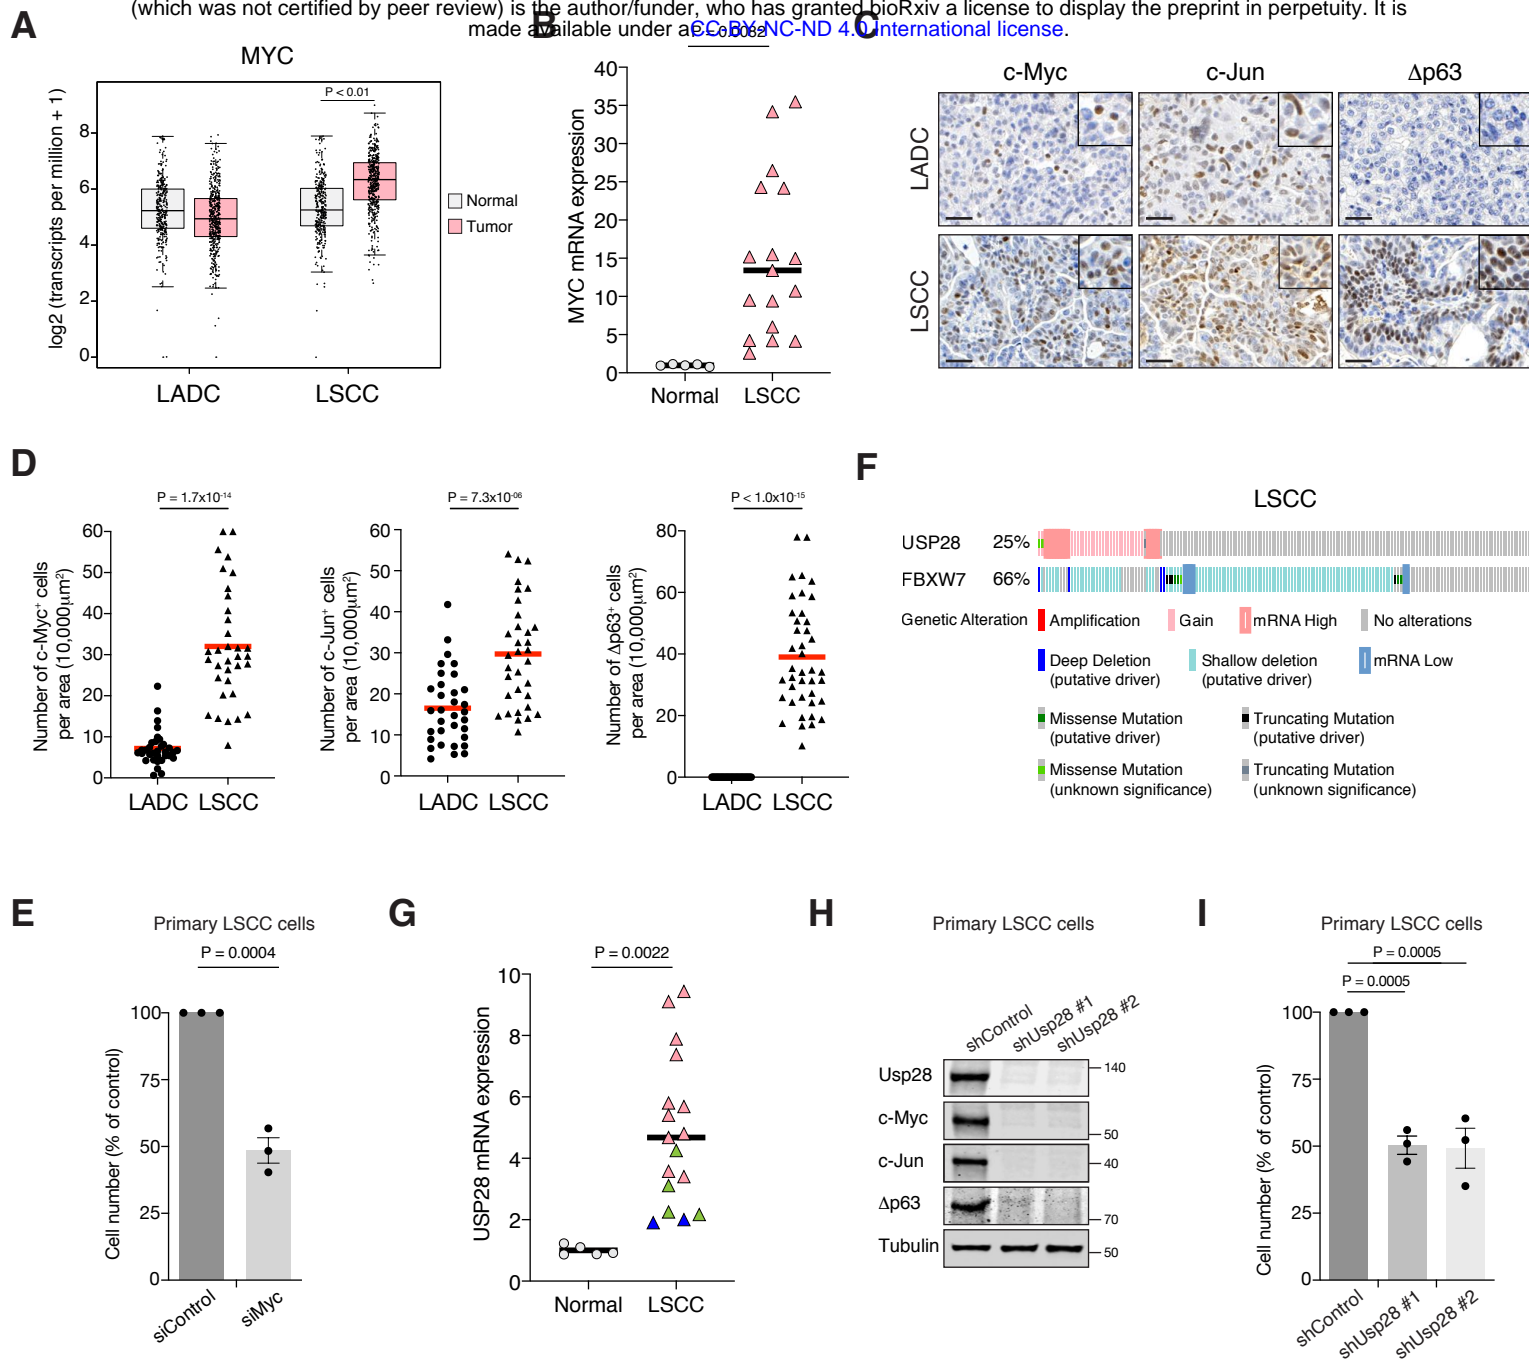 (which was not certified by peer review) is the author/funder, who has granted bioRxiv a license to display the preprint in perpetuity. It is
made available under aCC-BY-NC-ND 4.0 International license.
A
MYC
log2 (transcripts per million + 1)
8
6
4
2
0
P < 0.01
Normal
Tumor
LADC LSCC
B
P = 0.0032
MYC mRNA expression
40
35
30
25
20
15
10
5
0
Normal LSCC
C
c-Myc c-Jun Δp63
LADC
LSCC
D
P = 1.7x10-14
Number of c-Myc+ cells
per area (10,000µm2)
60
50
40
30
20
10
0
LADC LSCC
P = 7.3x10-06
Number of c-Jun+ cells
per area (10,000µm2)
60
50
40
30
20
10
0
LADC LSCC
P < 1.0x10-15
Number of Δp63+ cells
per area (10,000µm2)
80
60
40
20
0
LADC LSCC
F
LSCC
USP28 25%
FBXW7 66%
Genetic Alteration
Amplification Gain mRNA High No alterations
Deep Deletion
(putative driver)
Shallow deletion
(putative driver)
mRNA Low
Missense Mutation
(putative driver)
Truncating Mutation
(putative driver)
Missense Mutation
(unknown significance)
Truncating Mutation
(unknown significance)
E
Primary LSCC cells
P = 0.0004
Cell number (% of control)
100
75
50
25
0
siControl siMyc
G
P = 0.0022
USP28 mRNA expression
10
8
6
4
2
0
Normal LSCC
H
Primary LSCC cells
shControl shUsp28 #1 shUsp28 #2
Usp28 140
c-Myc 50
c-Jun 40
Δp63 70
Tubulin 50
I
Primary LSCC cells
P = 0.0005
P = 0.0005
Cell number (% of control)
100
75
50
25
0
shControl shUsp28 #1 shUsp28 #2